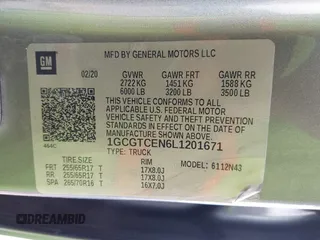 GM
MFD BY GENERAL MOTORS LLC
02/20 GVWR GAWR FRT GAWR RR
2722 KG 1451 KG 1588 KG
6000 LB 3200 LB 3500 LB
THIS VEHICLE CONFORMS TO ALL APPLICABLE
U.S. FEDERAL MOTOR VEHICLE SAFETY
AND THEFT PREVENTION STANDARDS
IN EFFECT ON THE DATE OF
MANUFACTURE SHOWN ABOVE.
1GCGTCEN6L1201671
TYPE: TRUCK
TIRE SIZE RIM MODEL: 6112N43
FRT 255/65R17 T 17X8.0J
RR 255/65R17 T 17X8.0J
SPA 265/70R16 T 16X7.0J
AUTOBIDMASTER